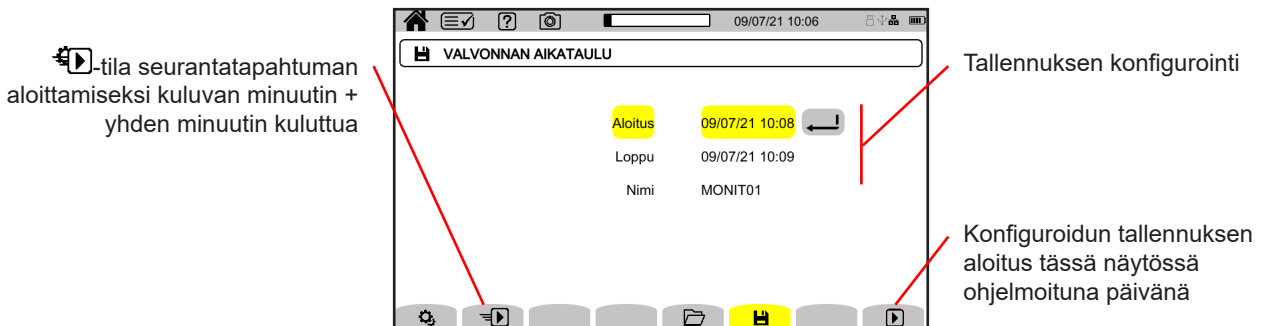 09/07/21 10:06
VALVONNAN AIKATAULU
-tila seurantatapahtuman
aloittamiseksi kuluvan minuutin +
yhden minuutin kuluttua
Aloitus 09/07/21 10:08
Loppu 09/07/21 10:09
Nimi MONIT01
Tallennuksen konfigurointi
Konfiguroidun tallennuksen
aloitus tässä näytössä
ohjelmoituna päivänä